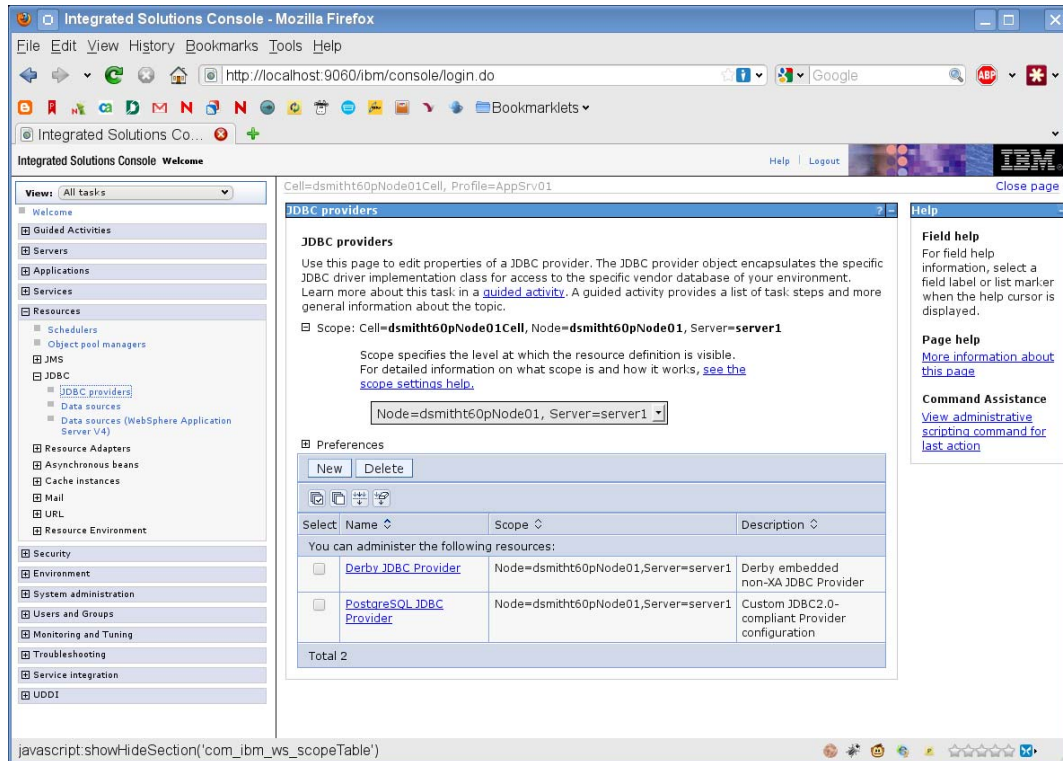 Integrated Solutions Console - Mozilla Firefox
File Edit View History Bookmarks Tools Help
http://localhost:9060/ibm/console/login.do
Google
ABP
Bookmarklets
Integrated Solutions Co...
Integrated Solutions Console Welcome
Help | Logout
IBM.
View: All tasks
Welcome
Guided Activities
Servers
Applications
Services
Resources
Schedulers
Object pool managers
JMS
JDBC
JDBC providers
Data sources
Data sources (WebSphere Application
Server V4)
Resource Adapters
Asynchronous beans
Cache instances
Mail
URL
Resource Environment
Security
Environment
System administration
Users and Groups
Monitoring and Tuning
Troubleshooting
Service integration
UDDI
Cell=dsmitht60pNode01Cell, Profile=AppSrv01
Close page
JDBC providers
? -
JDBC providers
Use this page to edit properties of a JDBC provider. The JDBC provider object encapsulates the specific
JDBC driver implementation class for access to the specific vendor database of your environment.
Learn more about this task in a guided activity. A guided activity provides a list of task steps and more
general information about the topic.
Scope: Cell=dsmitht60pNode01Cell, Node=dsmitht60pNode01, Server=server1
Scope specifies the level at which the resource definition is visible.
For detailed information on what scope is and how it works, see the
scope settings help.
Node=dsmitht60pNode01, Server=server1
Preferences
New Delete
Select Name Scope Description
You can administer the following resources:
Derby JDBC Provider Node=dsmitht60pNode01,Server=server1 Derby embedded
non-XA JDBC Provider
PostgreSQL JDBC Node=dsmitht60pNode01,Server=server1 Custom JDBC2.0-
Provider compliant Provider
configuration
Total 2
Help
Field help
For field help
information, select a
field label or list marker
when the help cursor is
displayed.
Page help
More information about
this page
Command Assistance
View administrative
scripting command for
last action
javascript:showHideSection('com_ibm_ws_scopeTable')